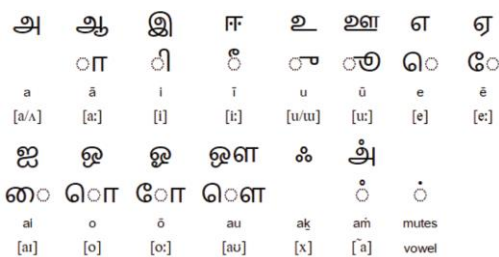 அ ஆ இ ஈ உ ஊ எ ஏ
◌ா ◌ி ◌ீ ◌ு ◌ூ ◌ெ ◌ே
a ā i ī u ū e ē
[a/ʌ] [aː] [i] [iː] [u/ɯ] [uː] [e] [eː]
ஐ ஒ ஓ ஔ ஃ அ்
◌ை ◌ொ ◌ோ ◌ௌ ◌் ◌்
ai o ō au aḵ aṁ mutes
[aɪ] [o] [oː] [aʊ] [x] [˜a] vowel